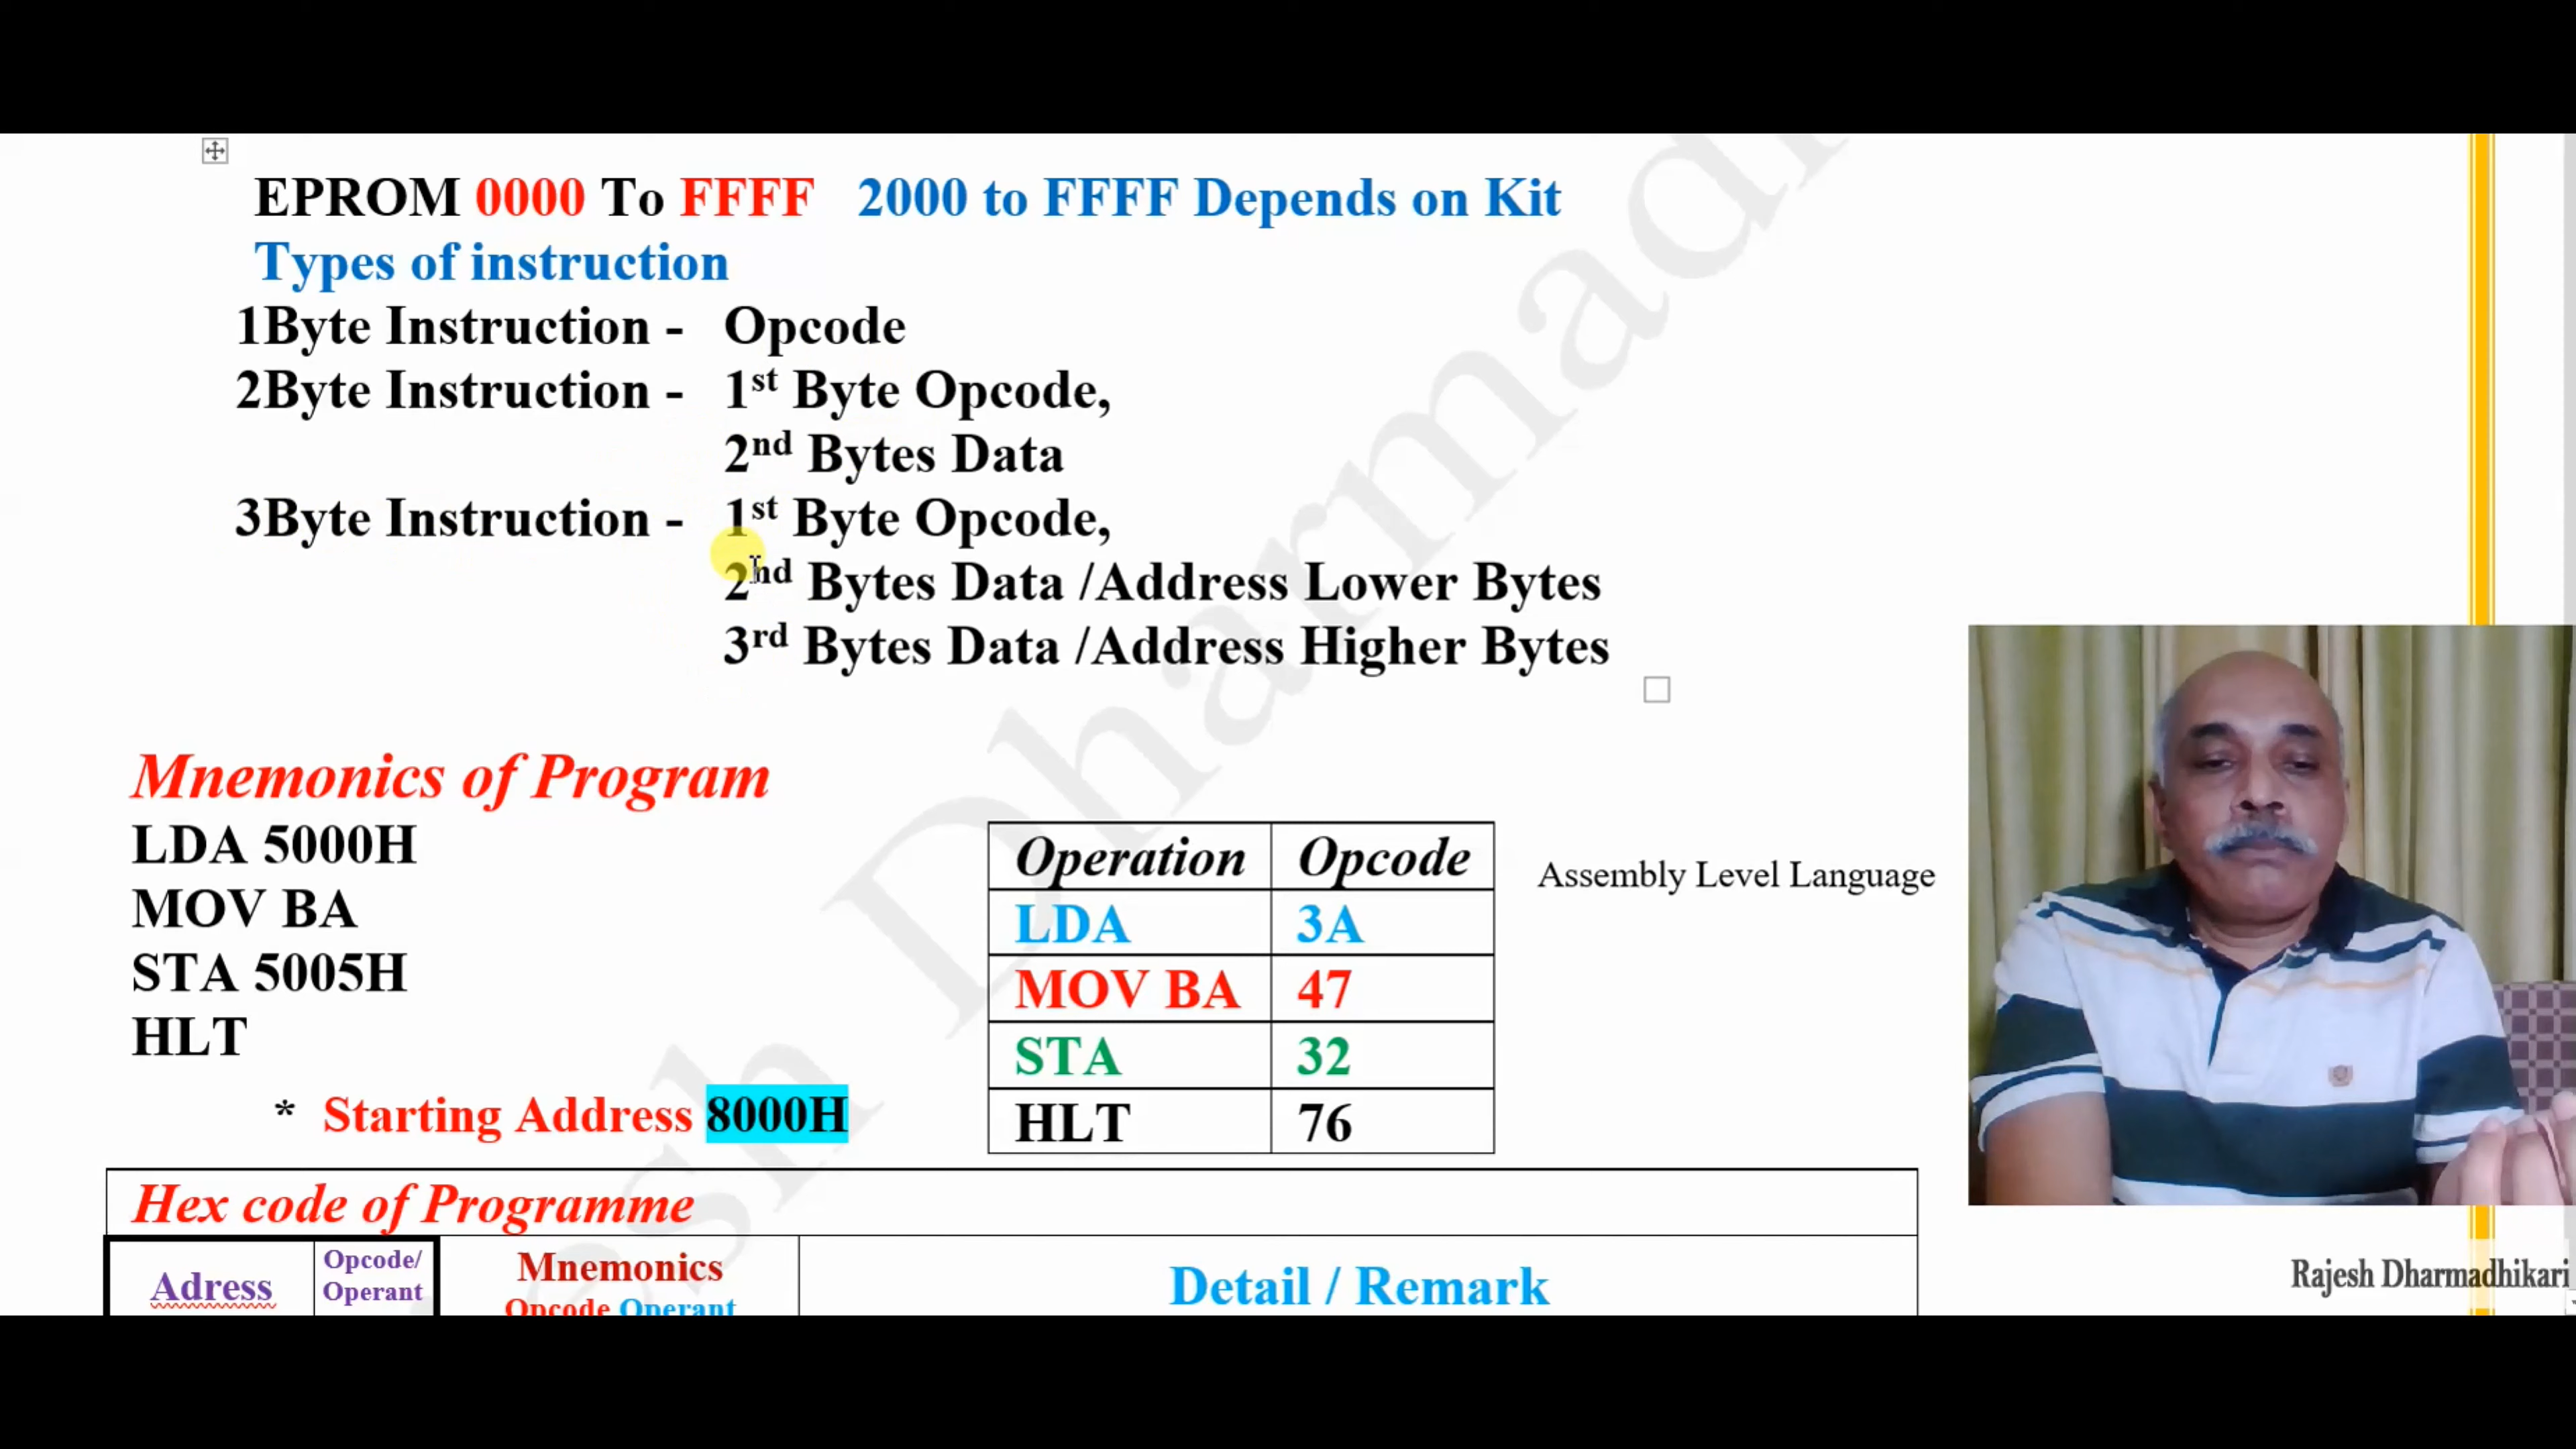 EPROM 0000 To FFFF 2000 to FFFF Depends on Kit
Types of instruction
1Byte Instruction - Opcode
2Byte Instruction - 1st Byte Opcode,
2nd Bytes Data
3Byte Instruction - 1st Byte Opcode,
2nd Bytes Data /Address Lower Bytes
3rd Bytes Data /Address Higher Bytes
Mnemonics of Program
LDA 5000H
MOV BA
STA 5005H
HLT
* Starting Address 8000H
Operation Opcode
LDA 3A
MOV BA 47
STA 32
HLT 76
Assembly Level Language
Hex code of Programme
Adress
Opcode/
Operant
Mnemonics
Opcode Operant
Detail / Remark
Rajesh Dharmadhikari